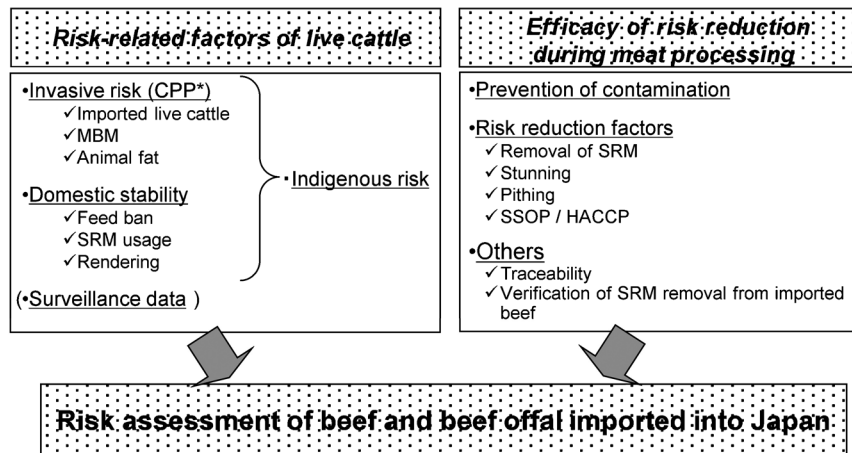 Risk-related factors of live cattle
•Invasive risk (CPP*)
✓Imported live cattle
✓MBM
✓Animal fat
•Domestic stability
✓Feed ban
✓SRM usage
✓Rendering
(•Surveillance data )
·Indigenous risk
Efficacy of risk reduction
during meat processing
•Prevention of contamination
•Risk reduction factors
✓Removal of SRM
✓Stunning
✓Pithing
✓SSOP / HACCP
•Others
✓Traceability
✓Verification of SRM removal from imported
beef
Risk assessment of beef and beef offal imported into Japan